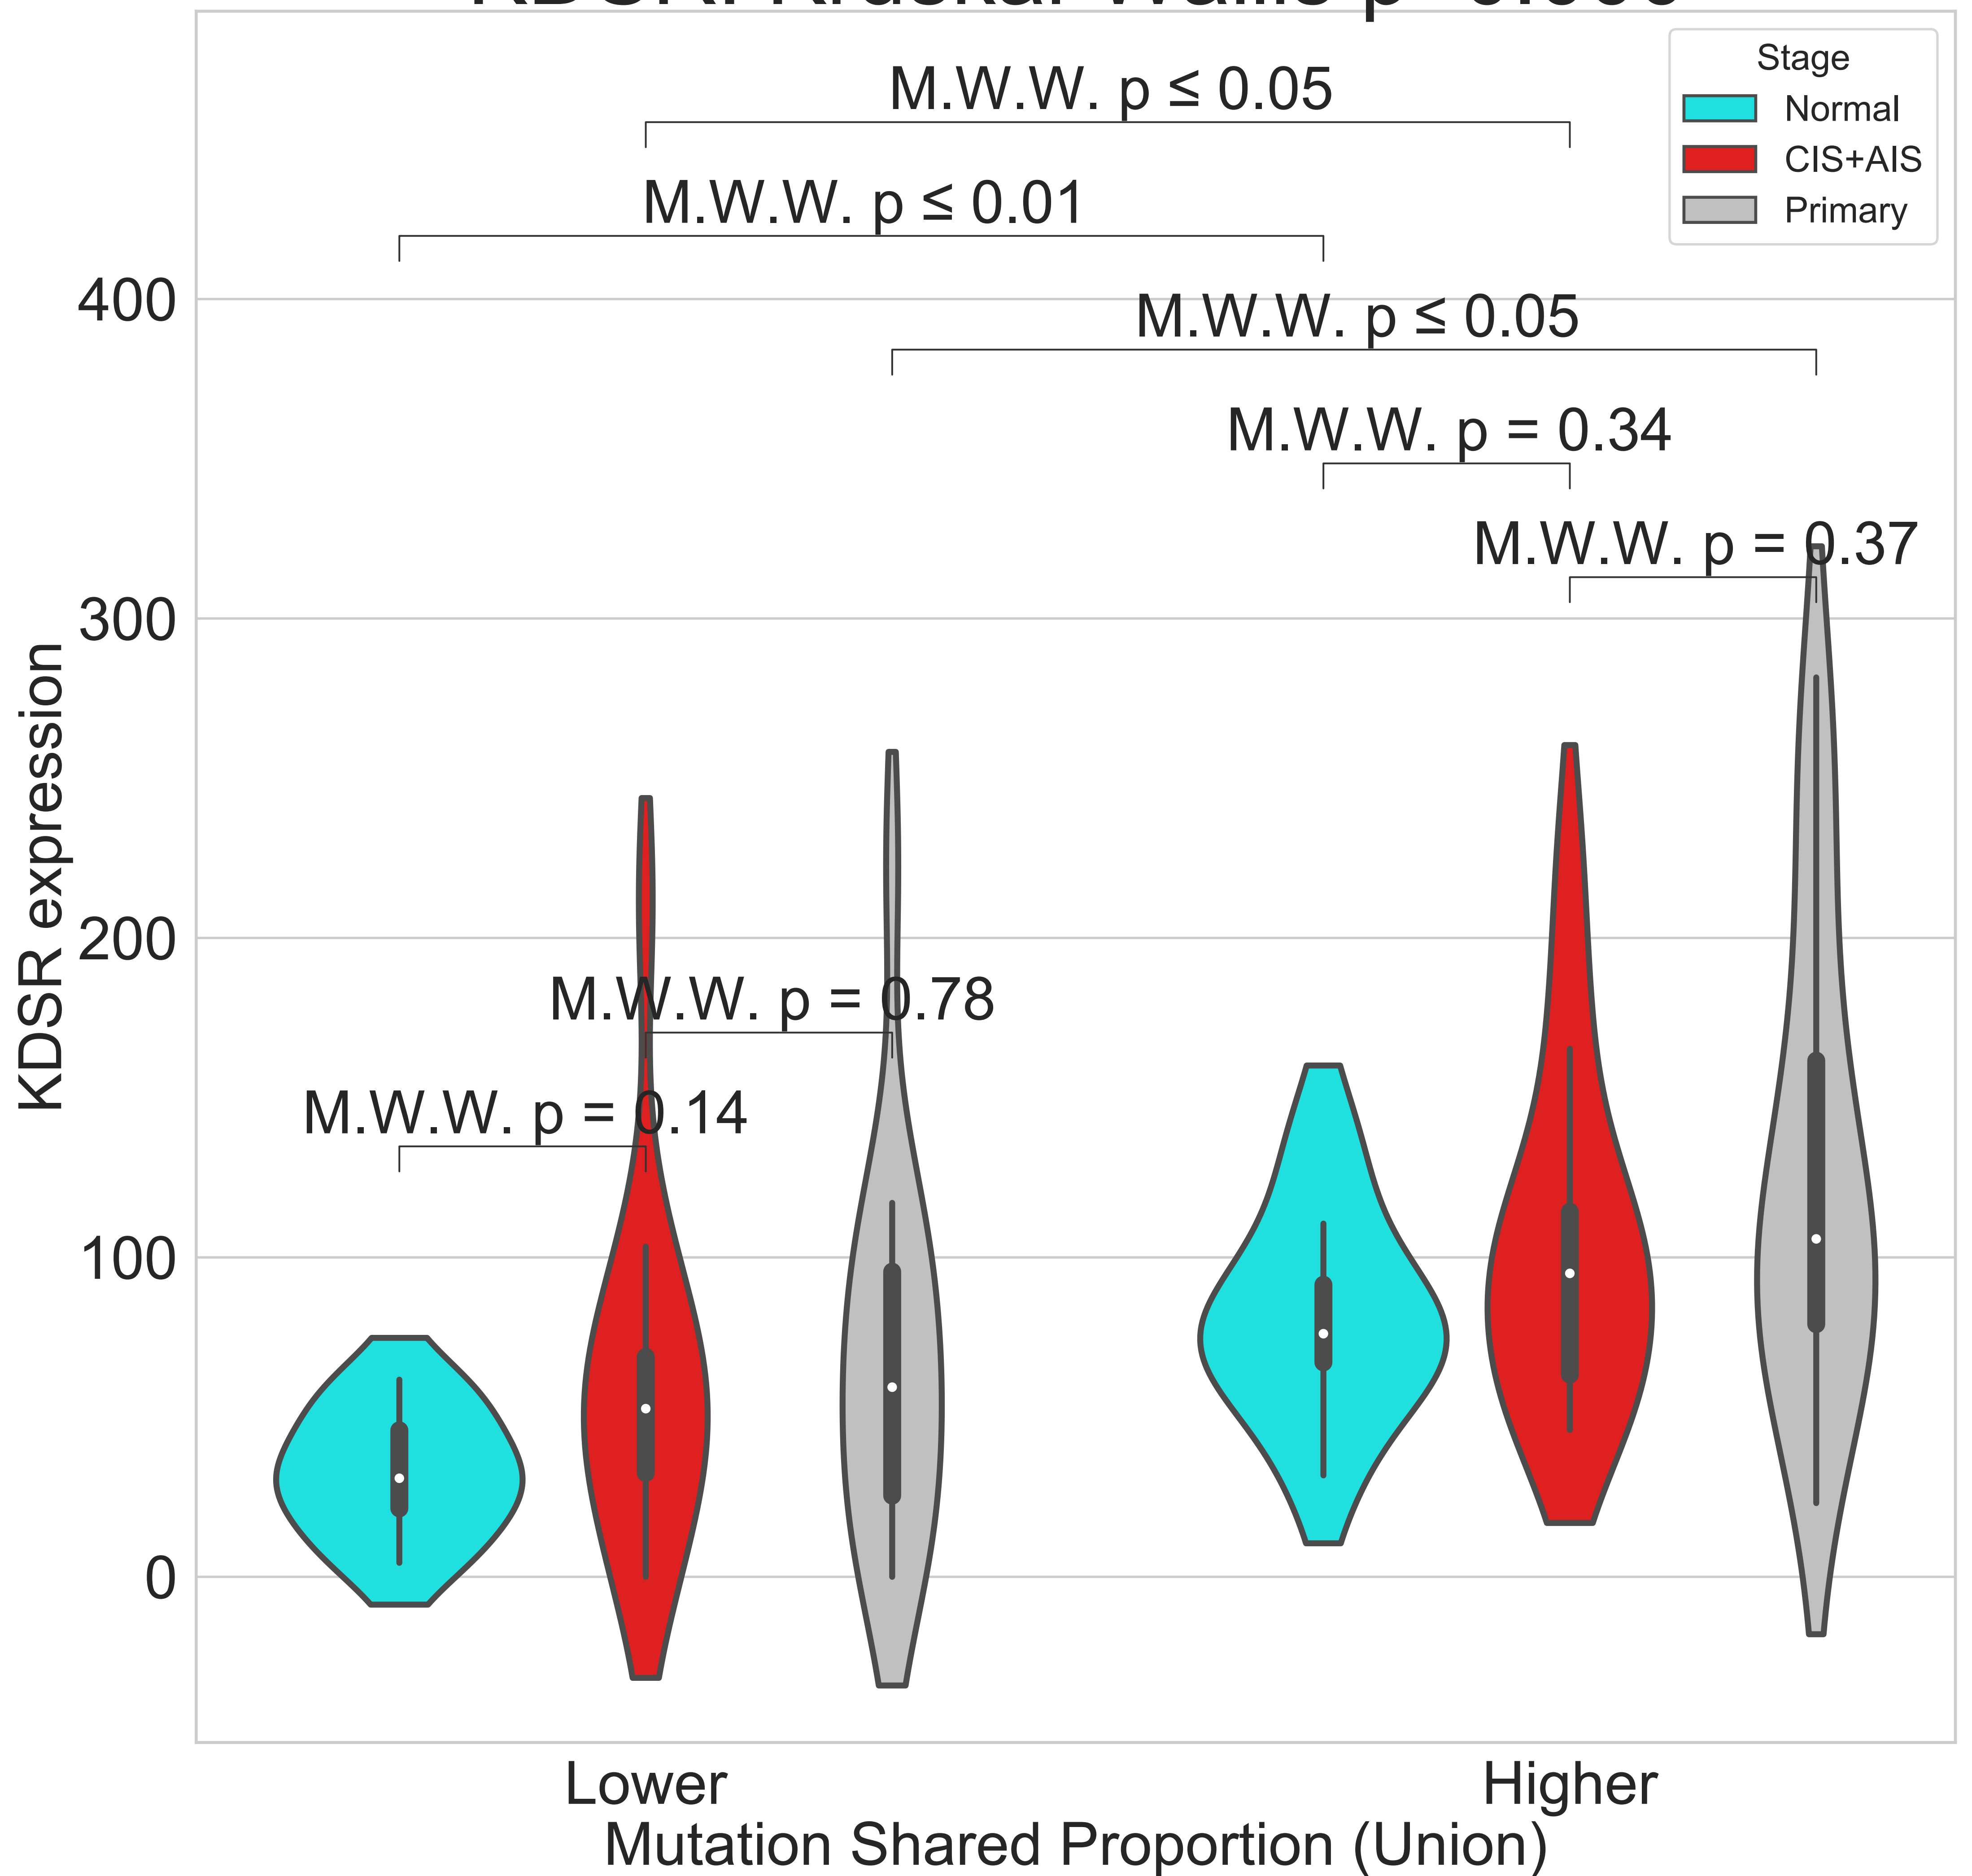 M.W.W. p ≤ 0.05
Stage
Normal
CIS+AIS
Primary
M.W.W. p ≤ 0.01
M.W.W. p ≤ 0.05
M.W.W. p = 0.34
M.W.W. p = 0.37
M.W.W. p = 0.78
M.W.W. p = 0.14
400
300
200
100
0
KDSR expression
Lower
Higher
Mutation Shared Proportion (Union)